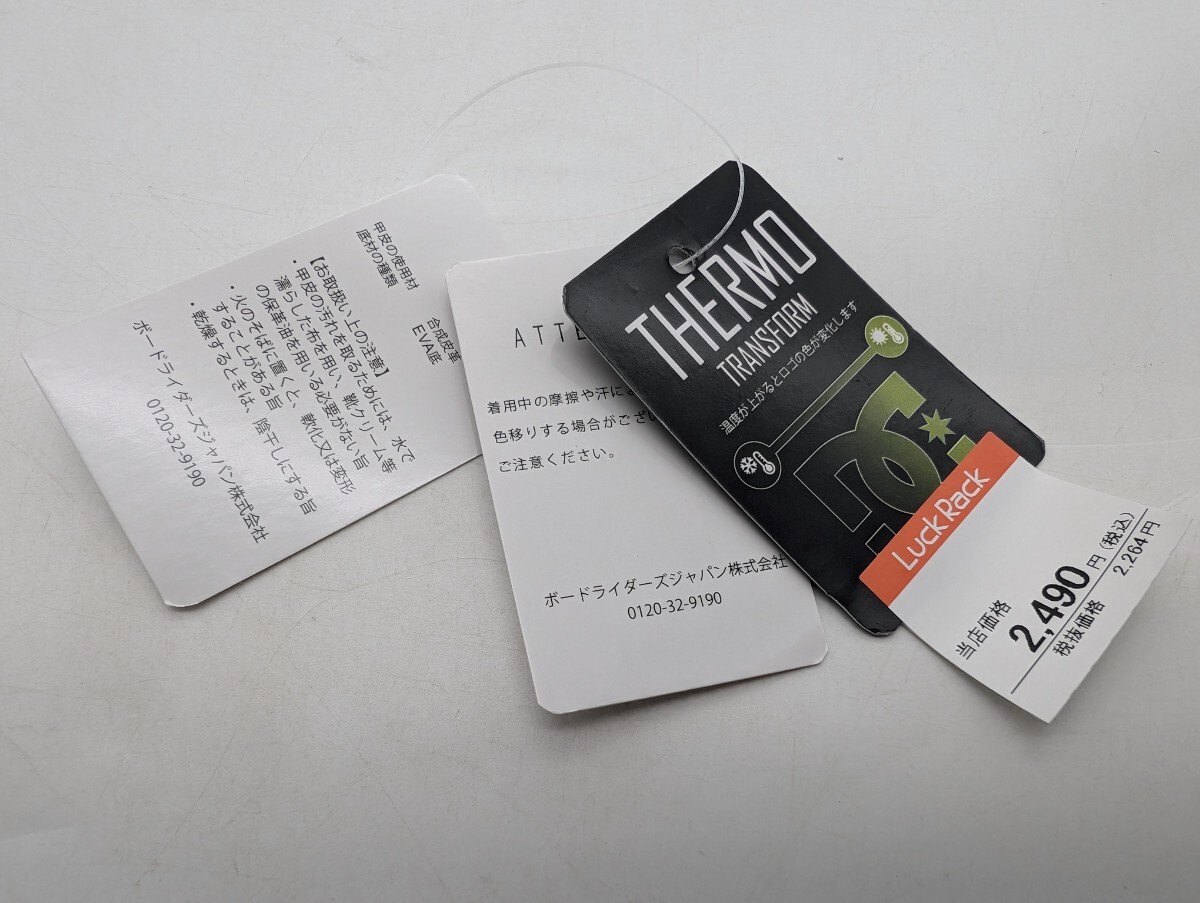 甲皮の使用材
合成皮革
底材の種類
EVA底
【お取扱い上の注意】
・甲皮の汚れを取るためには、水で
濡らした布を用い、靴クリーム等
の保革油を用いる必要がない旨
・火のそばに置くと、軟化又は変形
することがある旨
・乾燥するときは、陰干しにする旨
ボードライダーズジャパン株式会社
0120-32-9190
着用中の摩擦や汗に
色移りする場合がござい
ご注意ください。
ボードライダーズジャパン株式会社
0120-32-9190
THERMO
TRANSFORM
温度が上がるとロゴの色が変化します
DC
Luck Rack
当店価格
2,490円(税込)
税抜価格 2,264円